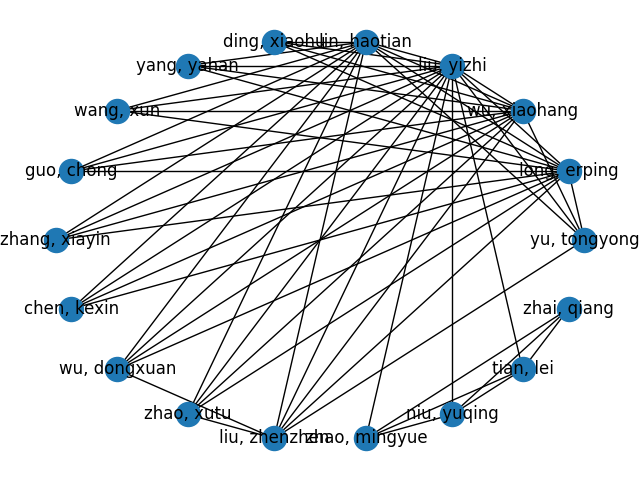 ding, xiaohui
lin, haotian
yang, yahan
liu, yizhi
wang, xun
wu, xiaohang
guo, chong
long, erping
zhang, xiayin
yu, tongyong
chen, kexin
zhai, qiang
wu, dongxuan
tian, lei
zhao, xutu
niu, yuqing
liu, zhenzhen
zhao, mingyue